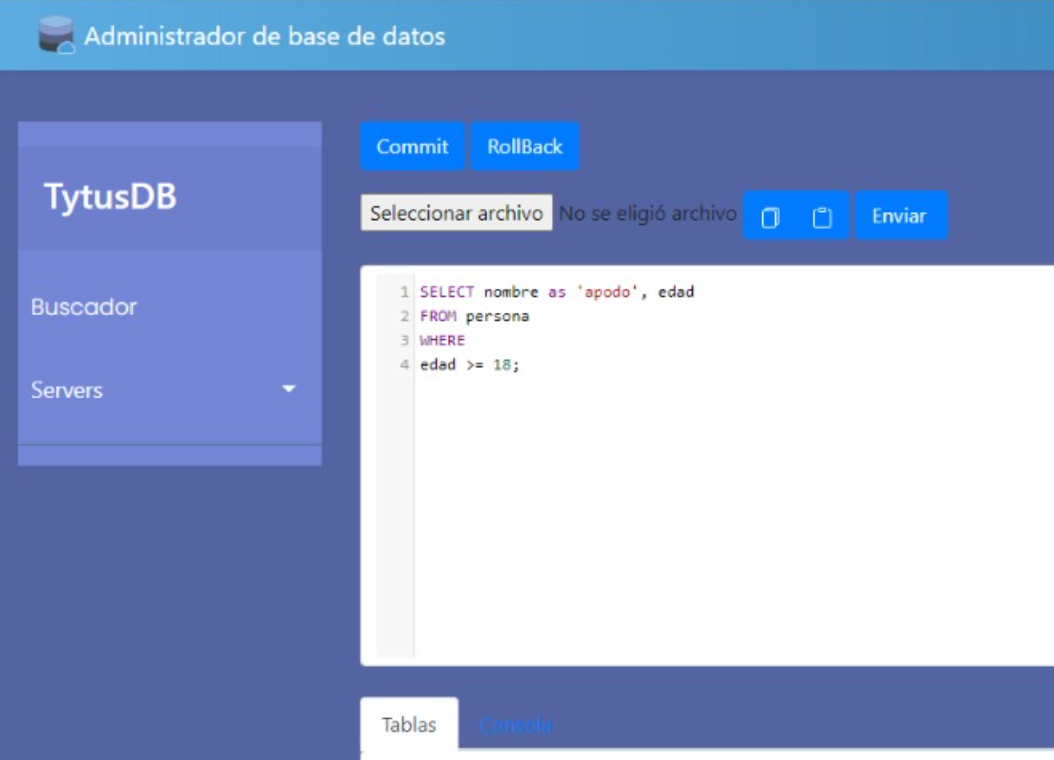 Administrador de base de datos
TytusDB
Buscador
Servers
Commit RollBack
Seleccionar archivo No se eligió archivo Enviar
1 SELECT nombre as 'apodo', edad
2 FROM persona
3 WHERE
4 edad >= 18;
Tablas Consola